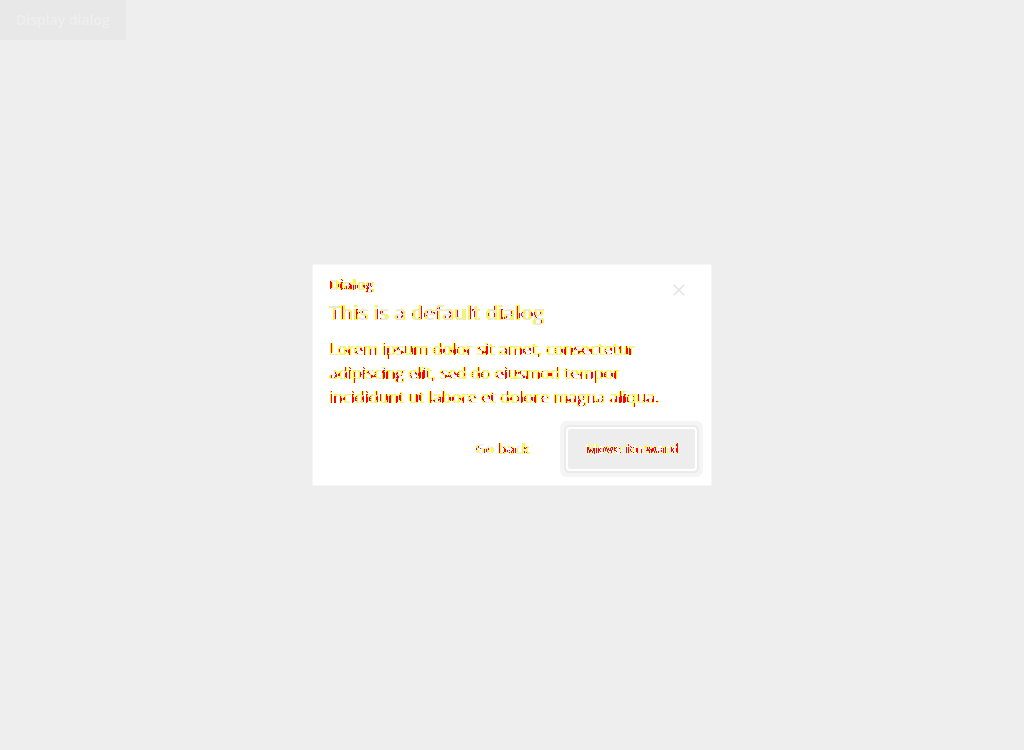 Display dialog
Dialog
This is a default dialog
Lorem ipsum dolor sit amet, consectetur
adipiscing elit, sed do eiusmod tempor
incididunt ut labore et dolore magna aliqua.
Go back
Move forward